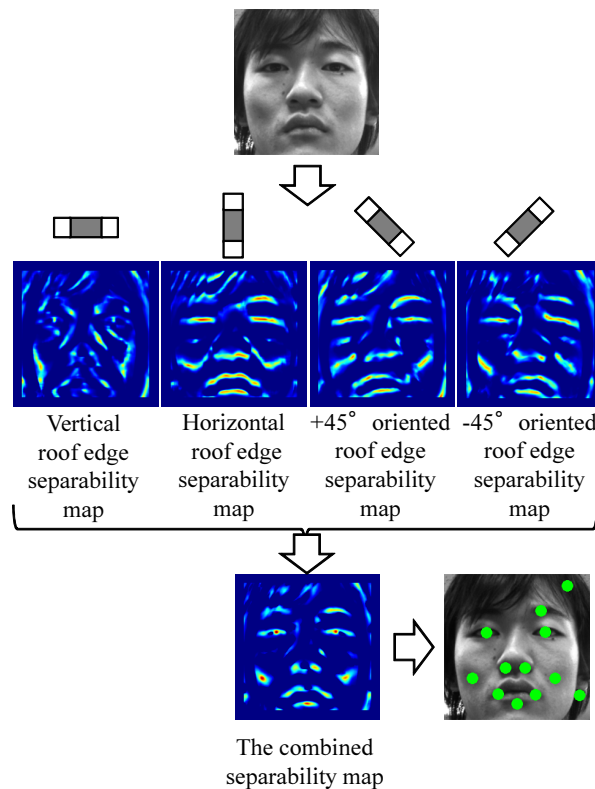 Vertical
roof edge
separability
map
Horizontal
roof edge
separability
map
+45° oriented
roof edge
separability
map
-45° oriented
roof edge
separability
map
The combined
separability map